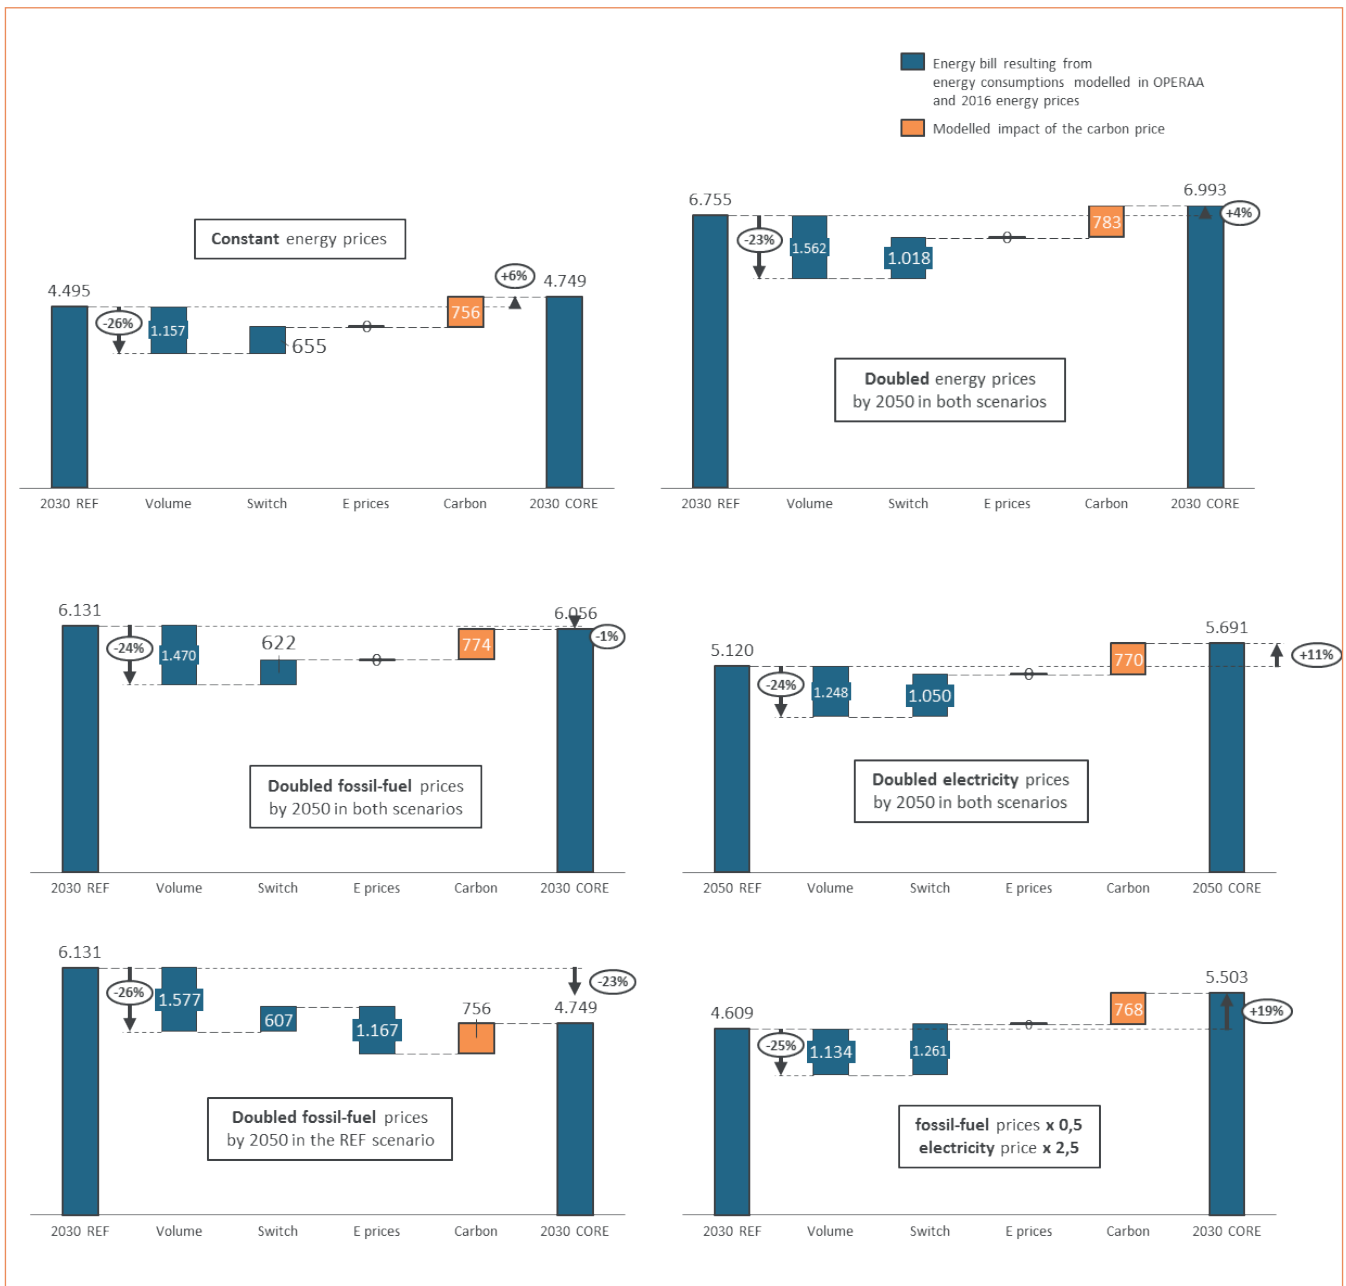 Energy bill resulting from
energy consumptions modelled in OPERAA
and 2016 energy prices
Modelled impact of the carbon price
Constant energy prices
4.495
-26%
1.157
655
0
756
+6%
4.749
2030 REF Volume Switch E prices Carbon 2030 CORE
6.755
-23%
1.562
1.018
0
783
6.993
+4%
Doubled energy prices
by 2050 in both scenarios
2030 REF Volume Switch E prices Carbon 2030 CORE
6.131
-24%
1.470
622
0
774
6.056
-1%
Doubled fossil-fuel prices
by 2050 in both scenarios
2030 REF Volume Switch E prices Carbon 2030 CORE
5.120
-24%
1.248
1.050
0
770
5.691
+11%
Doubled electricity prices
by 2050 in both scenarios
2050 REF Volume Switch E prices Carbon 2050 CORE
6.131
-26%
1.577
607
1.167
756
4.749
-23%
Doubled fossil-fuel prices
by 2050 in the REF scenario
2030 REF Volume Switch E prices Carbon 2030 CORE
4.609
-25%
1.134
1.261
0
768
5.503
+19%
fossil-fuel prices x 0,5
electricity price x 2,5
2030 REF Volume Switch E prices Carbon 2030 CORE